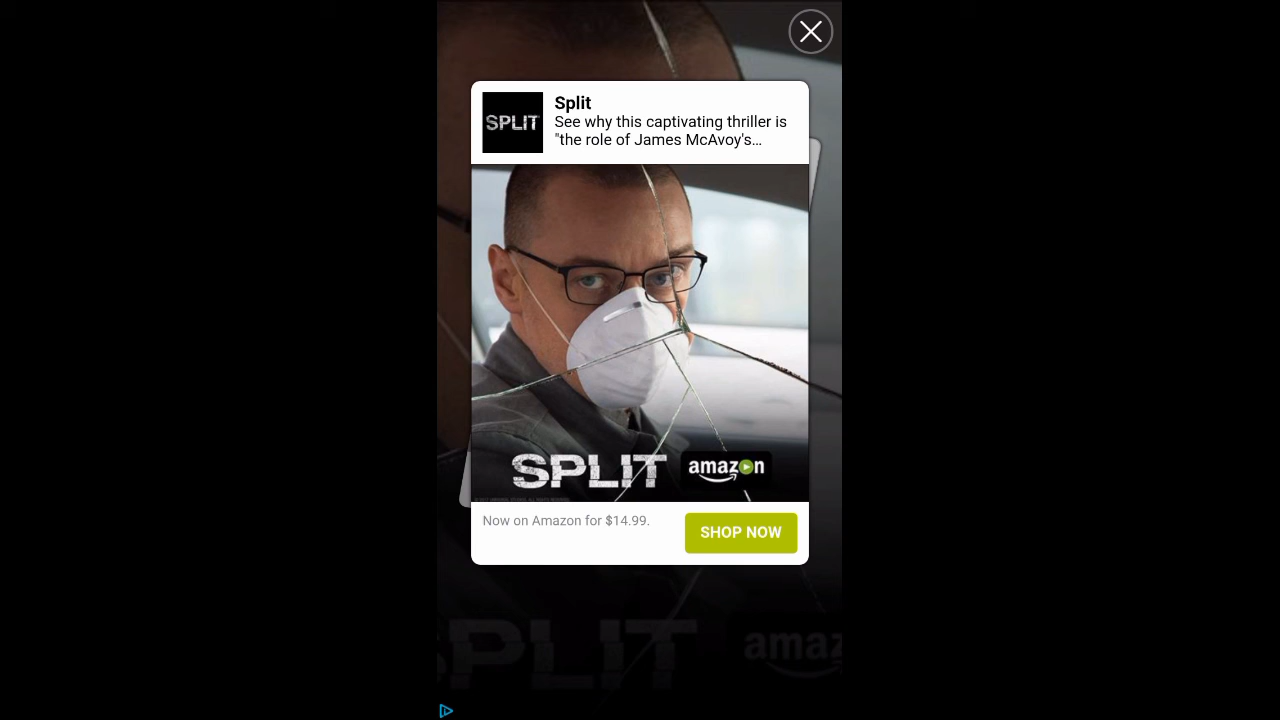 SPLIT
Split
See why this captivating thriller is
"the role of James McAvoy's…
SPLIT
amazon
Now on Amazon for $14.99.
SHOP NOW
SPLIT
amaz